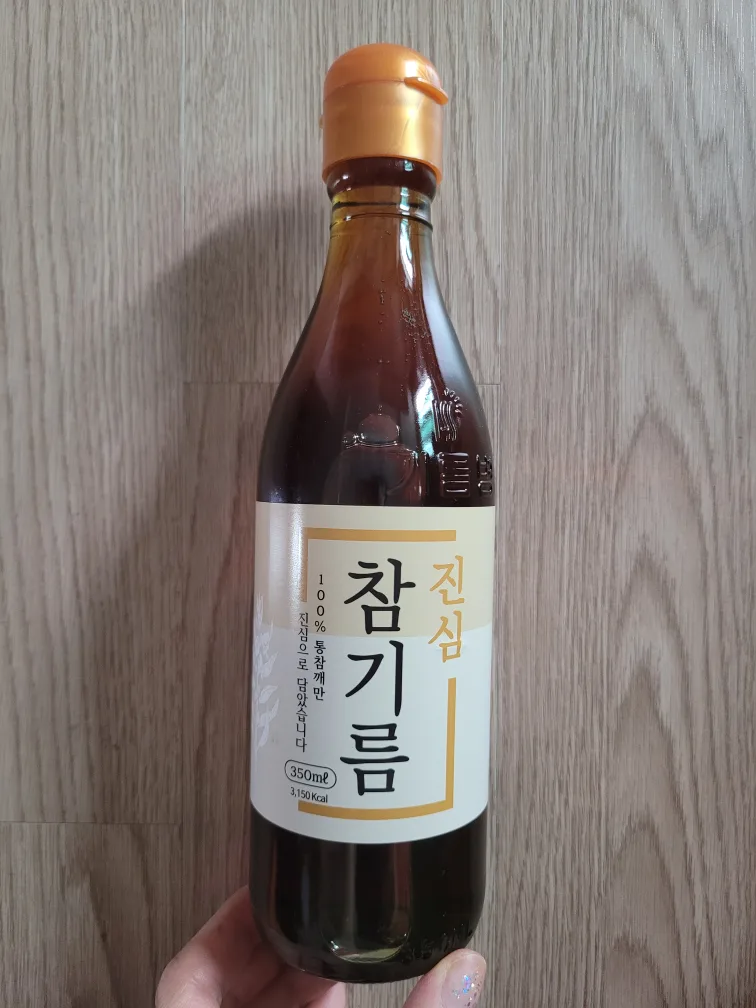 진심
참기름
100% 통참깨만
진심으로 담았습니다
350mℓ
3,150 Kcal